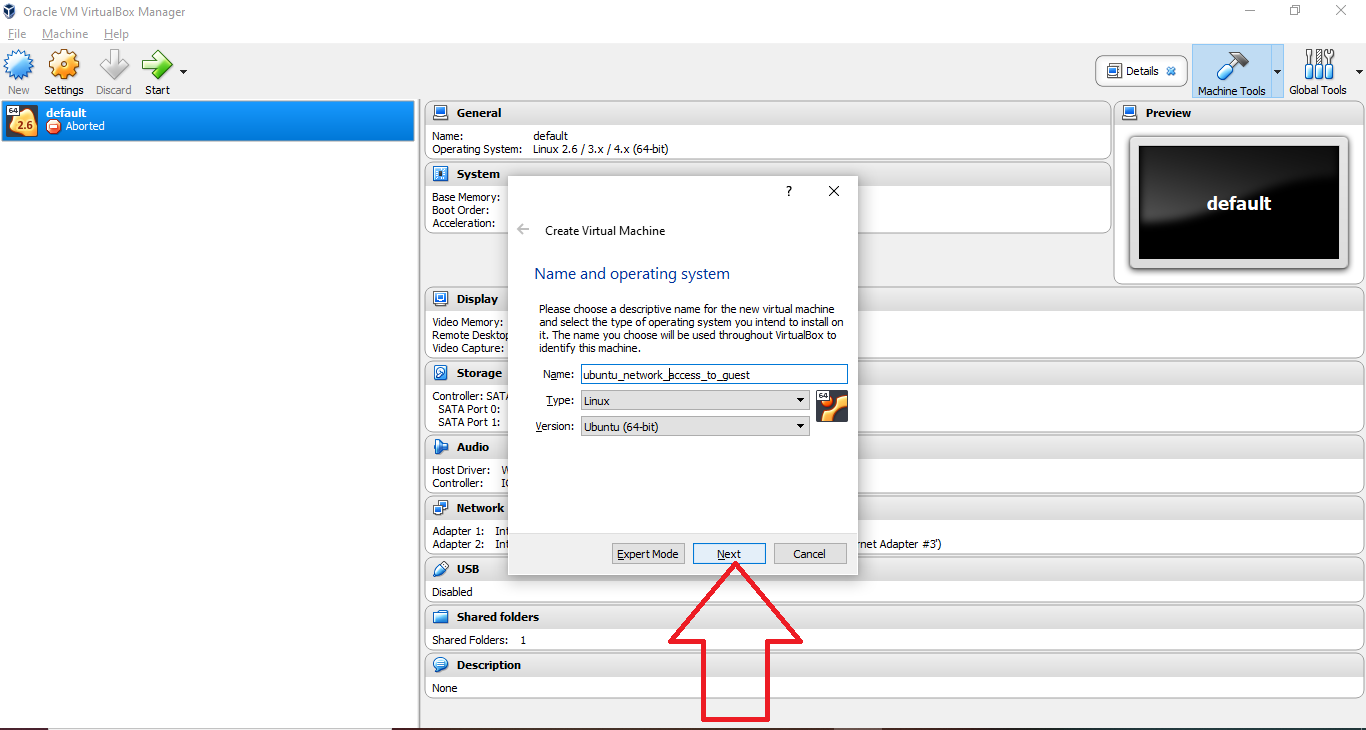 Oracle VM VirtualBox Manager
File Machine Help
New Settings Discard Start
Details
Machine Tools Global Tools
64
2.6
default
Aborted
General
Name: default
Operating System: Linux 2.6 / 3.x / 4.x (64-bit)
Preview
default
System
Base Memory:
Boot Order:
Acceleration:
?
Create Virtual Machine
Name and operating system
Please choose a descriptive name for the new virtual machine
and select the type of operating system you intend to install on
it. The name you choose will be used throughout VirtualBox to
identify this machine.
Name: ubuntu_network_access_to_guest
Type: Linux
64
Version: Ubuntu (64-bit)
Expert Mode Next Cancel
Display
Video Memory:
Remote Desktop
Video Capture:
Storage
Controller: SATA
SATA Port 0:
SATA Port 1:
Audio
Host Driver:
Controller:
Network
Adapter 1: Int
Adapter 2: Int rnet Adapter #3')
USB
Disabled
Shared folders
Shared Folders: 1
Description
None